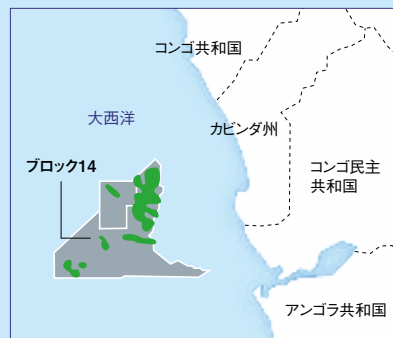 コンゴ共和国
大西洋
カビンダ州
ブロック14
コンゴ民主
共和国
アンゴラ共和国